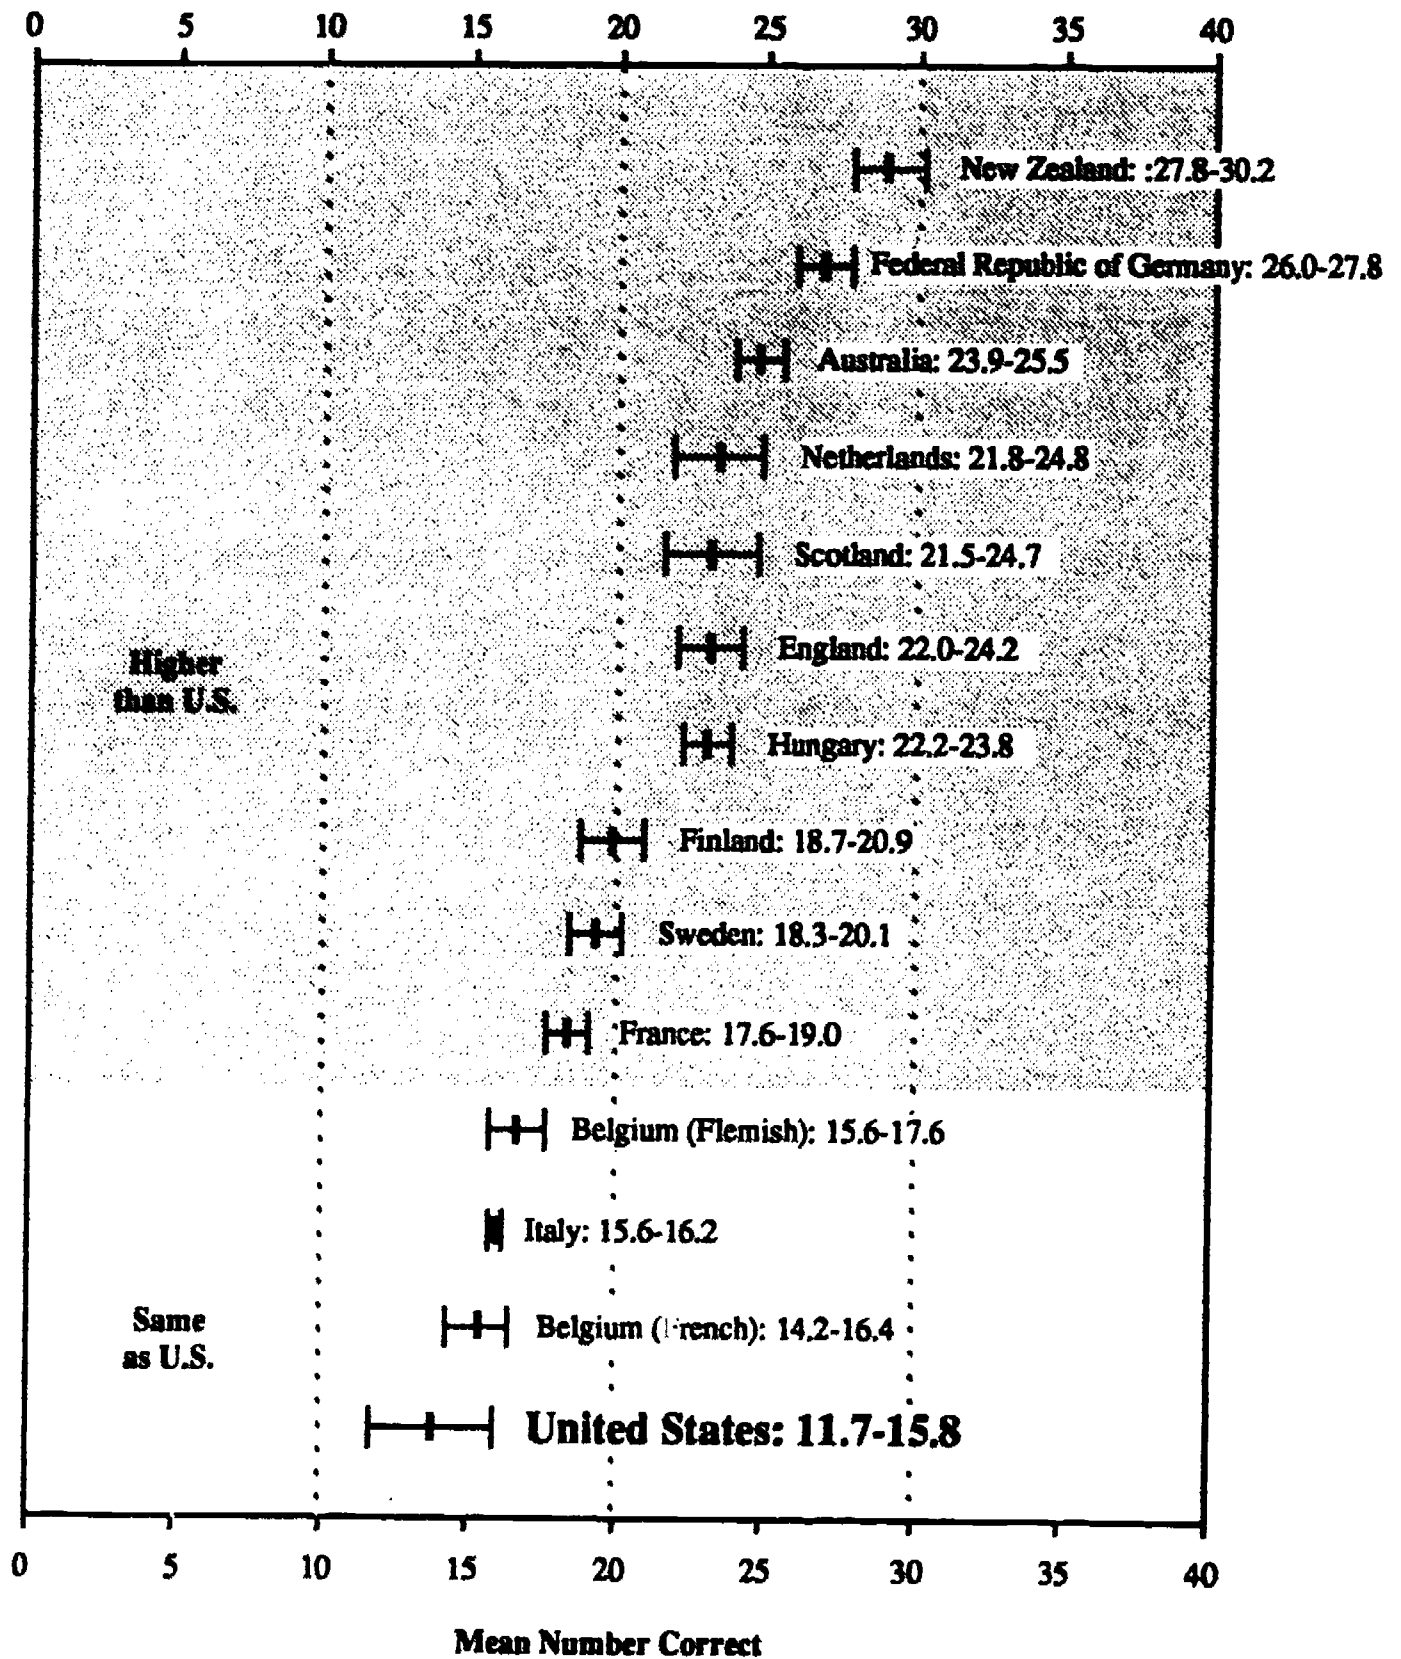 0 5 10 15 20 25 30 35 40
New Zealand: :27.8-30.2
Federal Republic of Germany: 26.0-27.8
Australia: 23.9-25.5
Netherlands: 21.8-24.8
Scotland: 21.5-24.7
England: 22.0-24.2
Higher
than U.S.
Hungary: 22.2-23.8
Finland: 18.7-20.9
Sweden: 18.3-20.1
France: 17.6-19.0
Belgium (Flemish): 15.6-17.6
Italy: 15.6-16.2
Same
as U.S.
Belgium (French): 14.2-16.4
United States: 11.7-15.8
0 5 10 15 20 25 30 35 40
Mean Number Correct